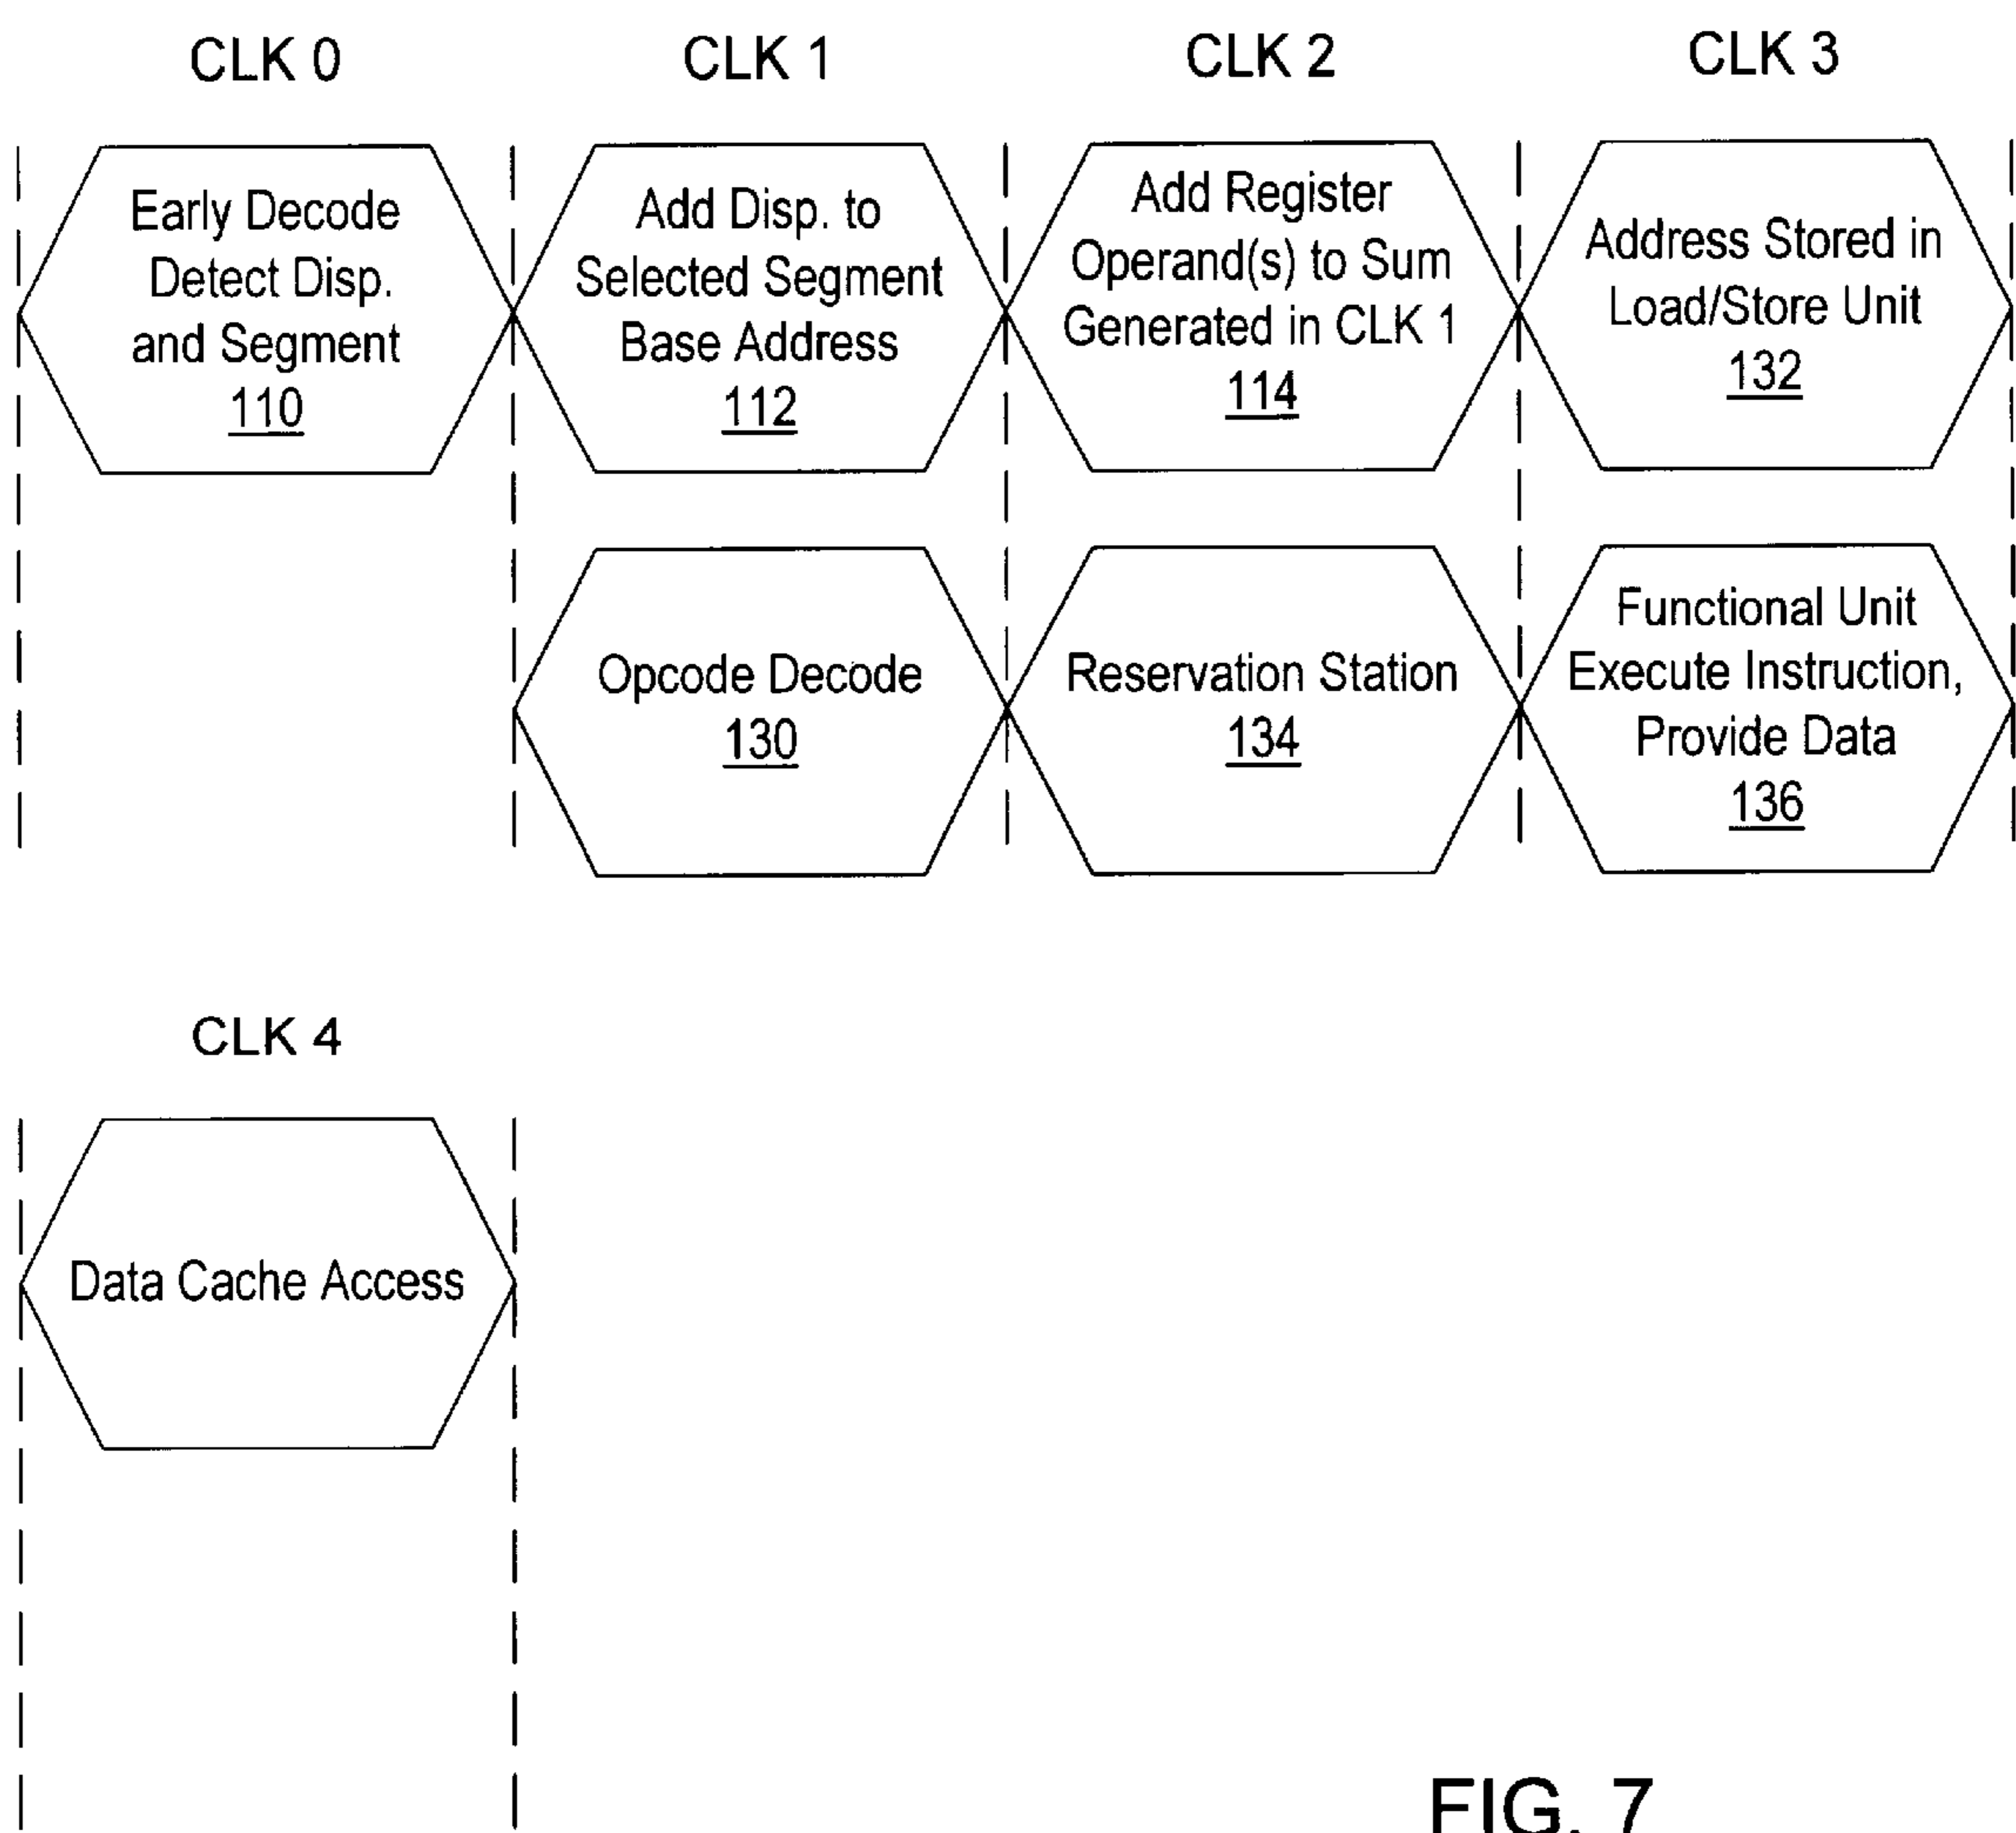 CLK 0
CLK 1
CLK 2
CLK 3
Early Decode
Detect Disp.
and Segment
110
Add Disp. to
Selected Segment
Base Address
112
Add Register
Operand(s) to Sum
Generated in CLK 1
114
Address Stored in
Load/Store Unit
132
Opcode Decode
130
Reservation Station
134
Functional Unit
Execute Instruction,
Provide Data
136
CLK 4
Data Cache Access
FIG. 7